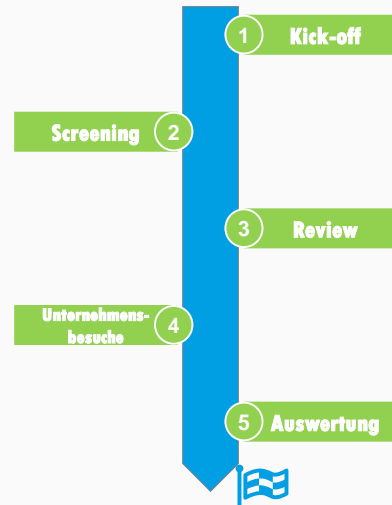 1 Kick-off
Screening 2
3 Review
Unternehmens-
besuche 4
5 Auswertung